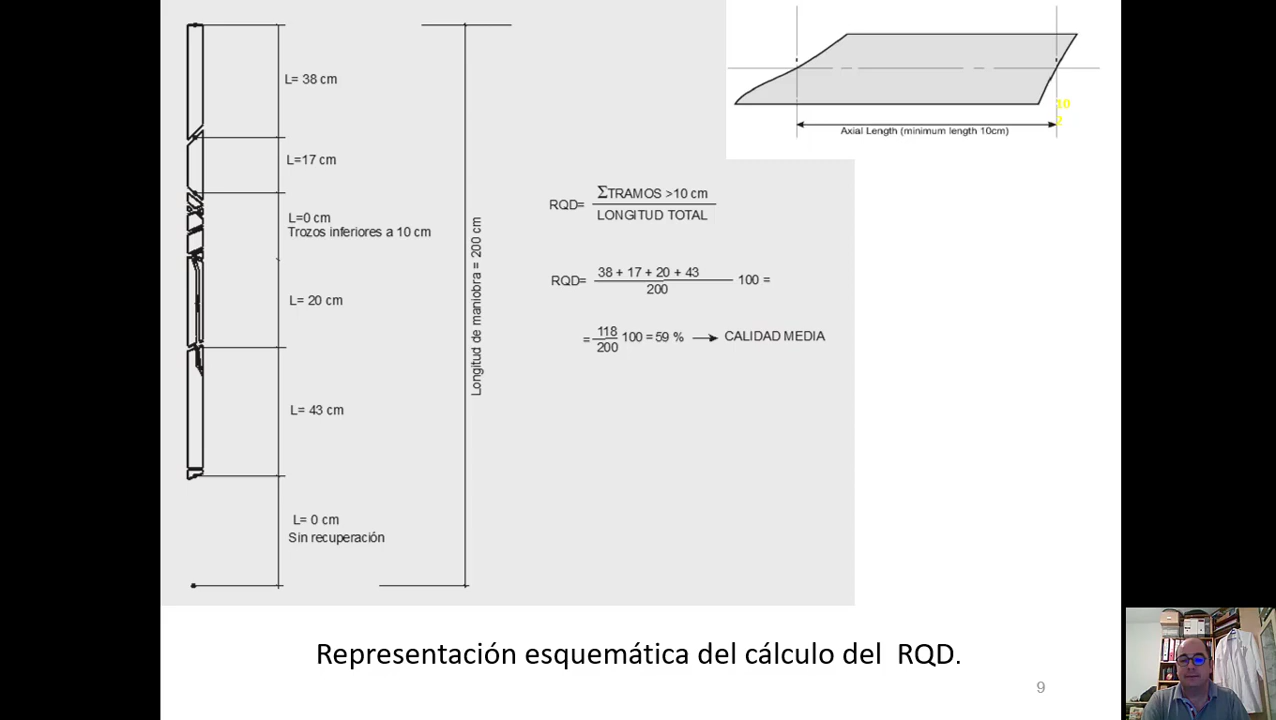 L= 38 cm
L=17 cm
L=0 cm
Trozos inferiores a 10 cm
L= 20 cm
L= 43 cm
L= 0 cm
Sin recuperación
Longitud de maniobra = 200 cm
10
2
Axial Length (minimum length 10cm)
RQD= ΣTRAMOS >10 cm
LONGITUD TOTAL
RQD= 38 + 17 + 20 + 43
200
100 =
= 118
200
100 = 59 % → CALIDAD MEDIA
Representación esquemática del cálculo del RQD.
9